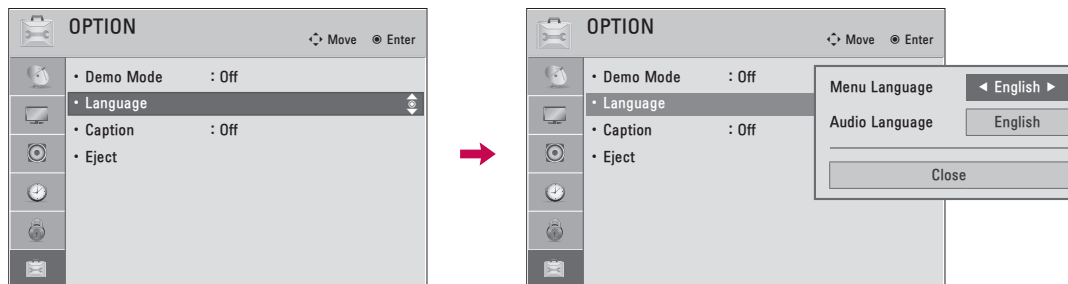 OPTION
Move Enter
• Demo Mode : Off
• Language
• Caption : Off
• Eject
OPTION
Move Enter
• Demo Mode : Off
• Language
• Caption : Off
• Eject
Menu Language ◄ English ►
Audio Language English
Close